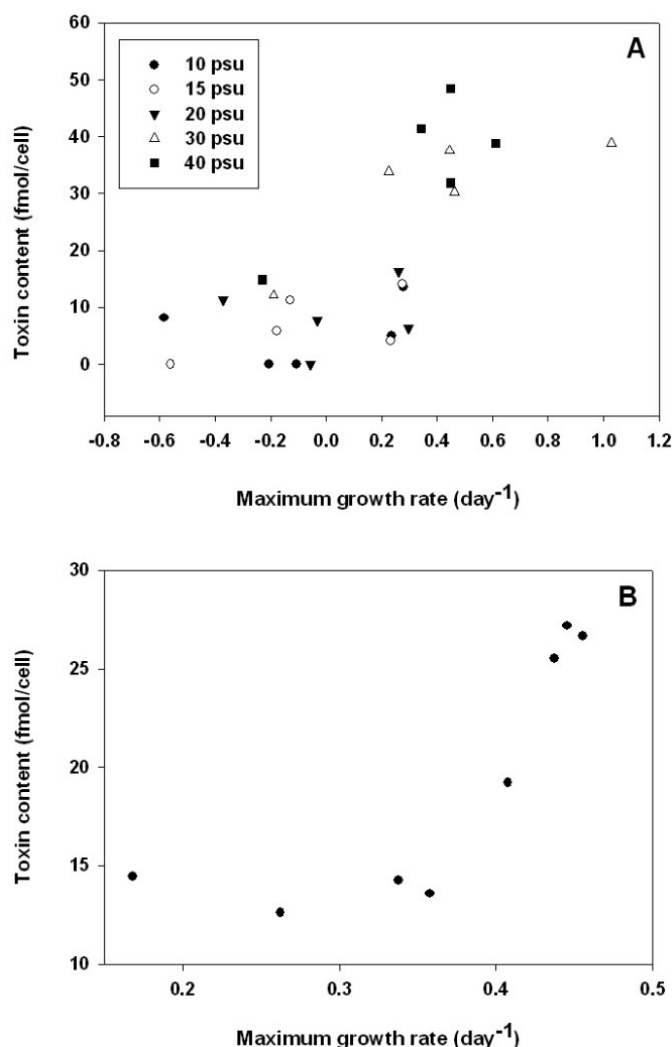 A
10 psu
15 psu
20 psu
30 psu
40 psu
Toxin content (fmol/cell)
60
50
40
30
20
10
0
-0.8 -0.6 -0.4 -0.2 0.0 0.2 0.4 0.6 0.8 1.0 1.2
Maximum growth rate (day-1)
B
Toxin content (fmol/cell)
30
25
20
15
10
0.2 0.3 0.4 0.5
Maximum growth rate (day-1)